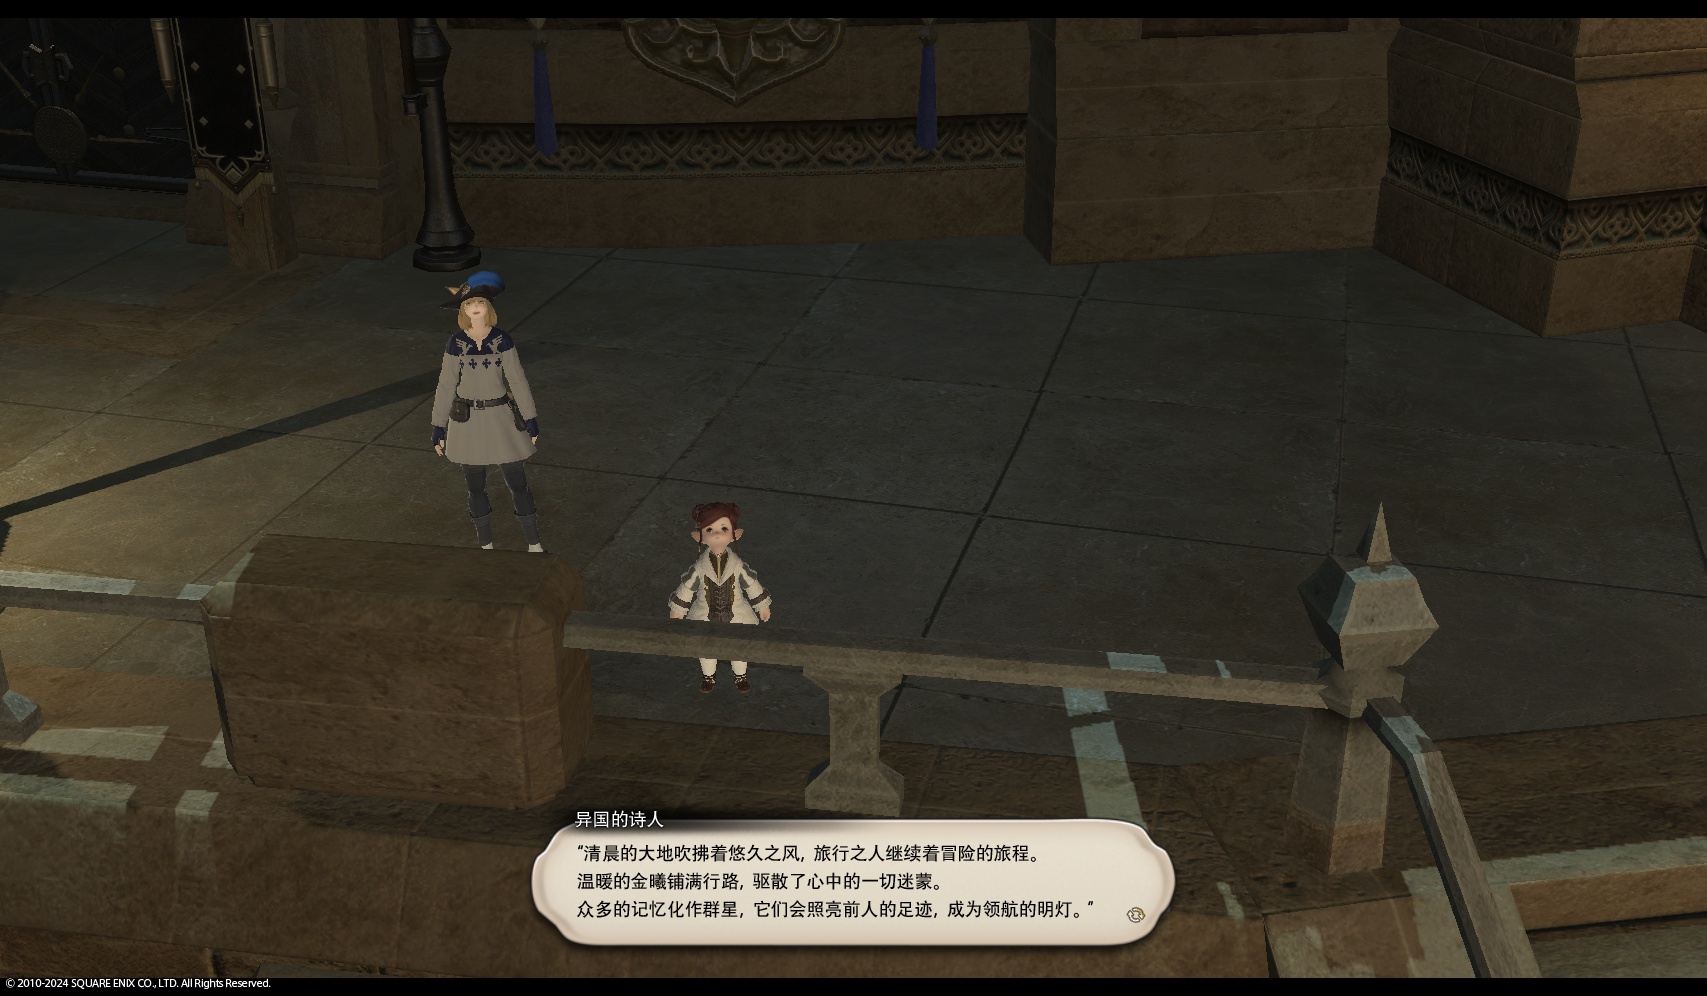 异国的诗人
“清晨的大地吹拂着悠久之风，旅行之人继续着冒险的旅程。
温暖的金曦铺满行路，驱散了心中的一切迷蒙。
众多的记忆化作群星，它们会照亮前人的足迹，成为领航的明灯。”
© 2010-2024 SQUARE ENIX CO., LTD. All Rights Reserved.